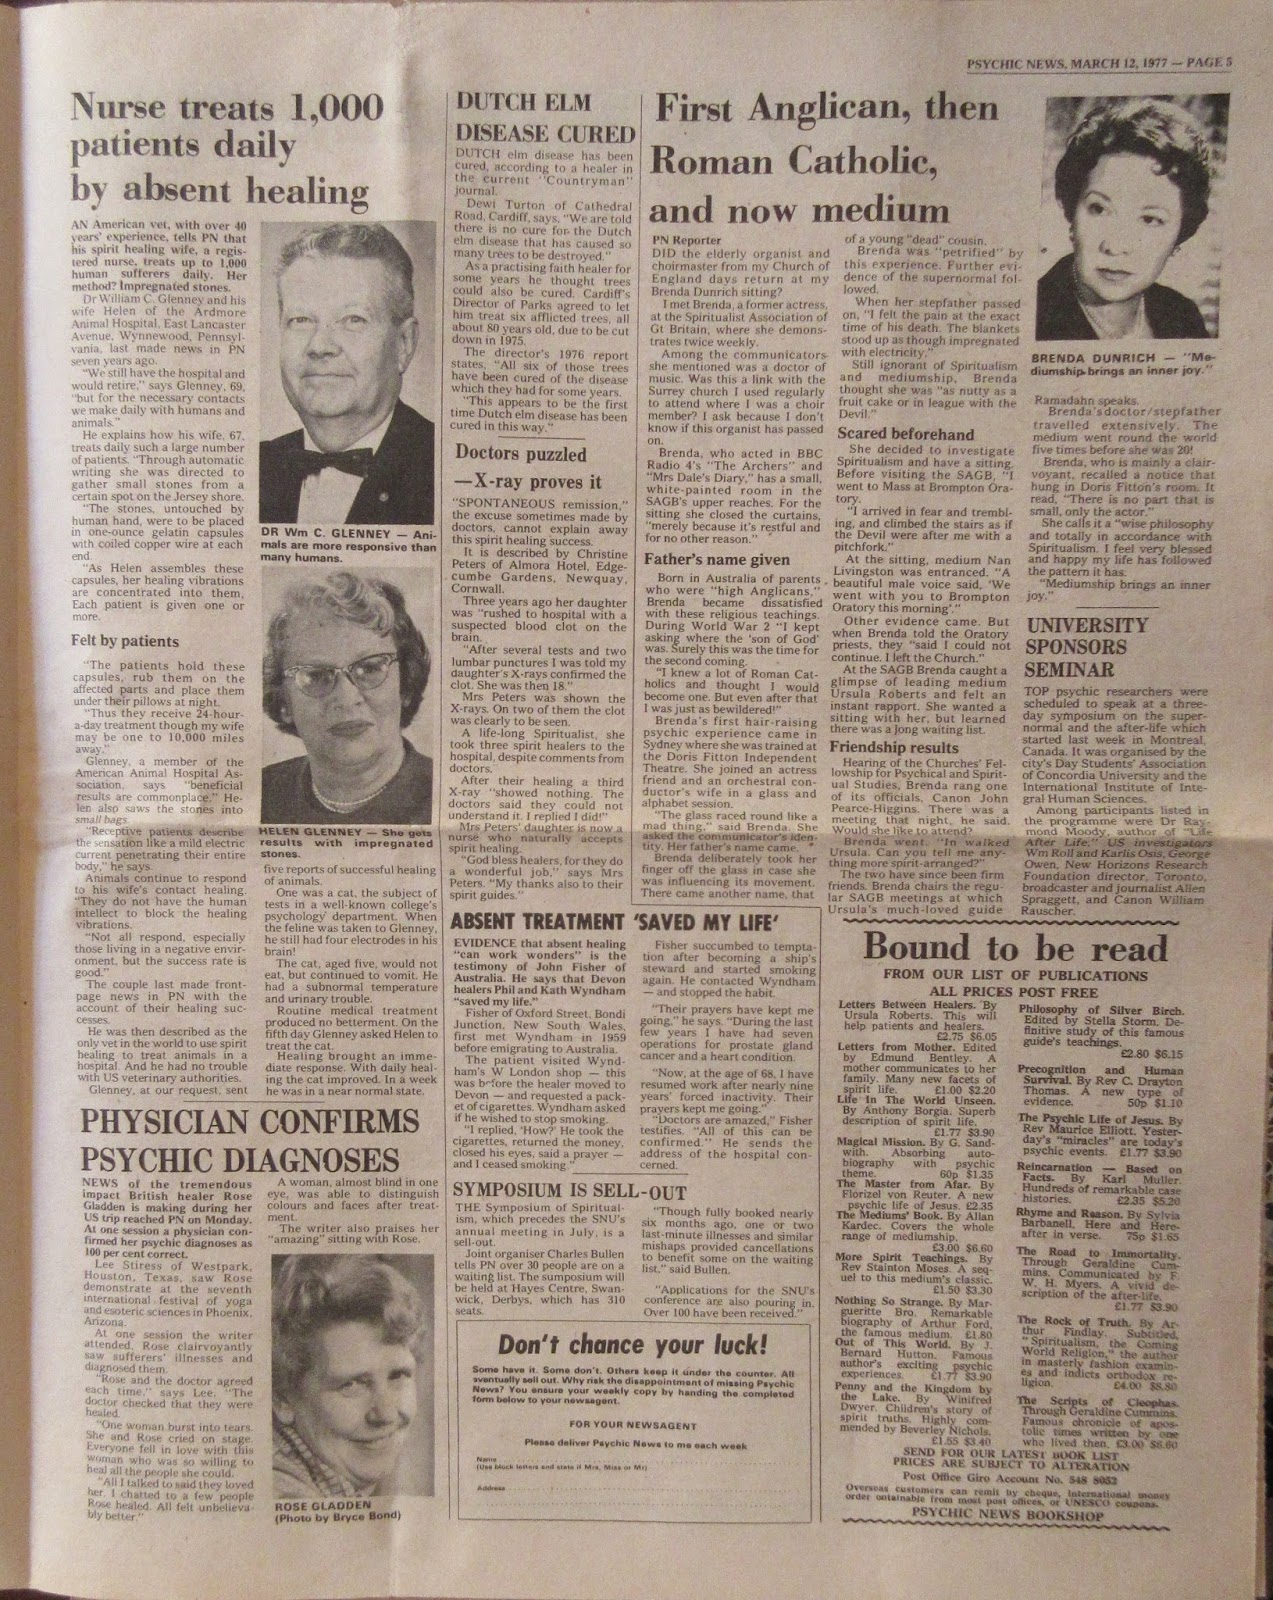 PSYCHIC NEWS, MARCH 12, 1977 — PAGE 5
Nurse treats 1,000
patients daily
by absent healing
AN American vet, with over 40
years' experience, tells PN that
his spirit healing wife, a regis-
tered nurse, treats up to 1,000
human sufferers daily. Her
method? Impregnated stones.
Dr William C. Glenney and his
wife Helen of the Ardmore
Animal Hospital, East Lancaster
Avenue, Wynnewood, Pennsyl-
vania, last made news in PN
seven years ago.
"We still have the hospital and
would retire," says Glenney, 69,
"but for the necessary contacts
we make daily with humans and
animals."
He explains how his wife, 67,
treats daily such a large number
of patients. "Through automatic
writing she was directed to
gather small stones from a
certain spot on the Jersey shore.
"The stones, untouched by
human hand, were to be placed
in one-ounce gelatin capsules
with coiled copper wire at each
end.
"As Helen assembles these
capsules, her healing vibrations
are concentrated into them.
Each patient is given one or
more.
Felt by patients
"The patients hold these
capsules, rub them on the
affected parts and place them
under their pillows at night.
"Thus they receive 24-hour-
a-day treatment though my wife
may be one to 10,000 miles
away."
Glenney, a member of the
American Animal Hospital As-
sociation, says "beneficial
results are commonplace." He-
len also saws the stones into
small bags.
"Receptive patients describe
the sensation like a mild electric
current penetrating their entire
body," he says.
Animals continue to respond
to his wife's contact healing.
"They do not have the human
intellect to block the healing
vibrations.
"Not all respond, especially
those living in a negative envir-
onment, but the success rate is
good."
The couple last made front-
page news in PN with the
account of their healing suc-
cesses.
He was then described as the
only vet in the world to use spirit
healing to treat animals in a
hospital. And he had no trouble
with US veterinary authorities.
Glenney, at our request, sent
DR Wm C. GLENNEY — Ani-
mals are more responsive than
many humans.
HELEN GLENNEY — She gets
results with impregnated
stones.
five reports of successful healing
of animals.
One was a cat, the subject of
tests in a well-known college's
psychology department. When
the feline was taken to Glenney,
he still had four electrodes in his
brain!
The cat, aged five, would not
eat, but continued to vomit. He
had a subnormal temperature
and urinary trouble.
Routine medical treatment
produced no betterment. On the
fifth day Glenney asked Helen to
treat the cat.
Healing brought an imme-
diate response. With daily heal-
ing the cat improved. In a week
he was in a near normal state.
PHYSICIAN CONFIRMS
PSYCHIC DIAGNOSES
NEWS of the tremendous
impact British healer Rose
Gladden is making during her
US trip reached PN on Monday.
At one session a physician con-
firmed her psychic diagnoses as
100 per cent correct.
Lee Stiress of Westpark,
Houston, Texas, saw Rose
demonstrate at the seventh
international festival of yoga
and esoteric sciences in Phoenix,
Arizona.
At one session the writer
attended, Rose clairvoyantly
saw sufferers' illnesses and
diagnosed them.
"Rose and the doctor agreed
each time," says Lee. "The
doctor checked that they were
healed.
"One woman burst into tears.
She and Rose cried on stage.
Everyone fell in love with this
woman who was so willing to
heal all the people she could.
"All I talked to said they loved
her. I chatted to a few people
Rose healed. All felt unbelieva-
bly better."
A woman, almost blind in one
eye, was able to distinguish
colours and faces after treat-
ment.
The writer also praises her
"amazing" sitting with Rose.
ROSE GLADDEN
(Photo by Bryce Bond)
DUTCH ELM
DISEASE CURED
DUTCH elm disease has been
cured, according to a healer in
the current "Countryman"
journal.
Dewi Turton of Cathedral
Road, Cardiff, says, "We are told
there is no cure for the Dutch
elm disease that has caused so
many trees to be destroyed."
As a practising faith healer for
some years he thought trees
could also be cured. Cardiff's
Director of Parks agreed to let
him treat six afflicted trees, all
about 80 years old, due to be cut
down in 1975.
The director's 1976 report
states, "All six of those trees
have been cured of the disease
which they had for some years.
"This appears to be the first
time Dutch elm disease has been
cured in this way."
Doctors puzzled
—X-ray proves it
"SPONTANEOUS remission,"
the excuse sometimes made by
doctors, cannot explain away
this spirit healing success.
It is described by Christine
Peters of Almora Hotel, Edge-
cumbe Gardens, Newquay,
Cornwall.
Three years ago her daughter
was "rushed to hospital with a
suspected blood clot on the
brain.
"After several tests and two
lumbar punctures I was told my
daughter's X-rays confirmed the
clot. She was then 18."
Mrs Peters was shown the
X-rays. On two of them the clot
was clearly to be seen.
A life-long Spiritualist, she
took three spirit healers to the
hospital, despite comments from
doctors.
After their healing a third
X-ray "showed nothing. The
doctors said they could not
understand it. I replied I did!"
Mrs Peters' daughter is now a
nurse who naturally accepts
spirit healing.
"God bless healers, for they do
a wonderful job," says Mrs
Peters. "My thanks also to their
spirit guides."
First Anglican, then
Roman Catholic,
and now medium
PN Reporter
DID the elderly organist and
choirmaster from my Church of
England days return at my
Brenda Dunrich sitting?
I met Brenda, a former actress,
at the Spiritualist Association of
Gt Britain, where she demons-
trates twice weekly.
Among the communicators
she mentioned was a doctor of
music. Was this a link with the
Surrey church I used regularly
to attend where I was a choir
member? I ask because I don't
know if this organist has passed
on.
Brenda, who acted in BBC
Radio 4's "The Archers" and
"Mrs Dale's Diary," has a small,
white-painted room in the
SAGB's upper reaches. For the
sitting she closed the curtains,
"merely because it's restful and
for no other reason."
Father's name given
Born in Australia of parents
who were "high Anglicans,"
Brenda became dissatisfied
with these religious teachings.
During World War 2 "I kept
asking where the 'son of God'
was. Surely this was the time for
the second coming.
"I knew a lot of Roman Cat-
holics and thought I would
become one. But even after that
I was just as bewildered!"
Brenda's first hair-raising
psychic experience came in
Sydney where she was trained at
the Doris Fitton Independent
Theatre. She joined an actress
friend and an orchestral con-
ductor's wife in a glass and
alphabet session.
"The glass raced round like a
mad thing," said Brenda. She
asked the communicator's iden-
tity. Her father's name came.
Brenda deliberately took her
finger off the glass in case she
was influencing its movement.
There came another name, that
of a young "dead" cousin.
Brenda was "petrified" by
this experience. Further evi-
dence of the supernormal fol-
lowed.
When her stepfather passed
on, "I felt the pain at the exact
time of his death. The blankets
stood up as though impregnated
with electricity."
Still ignorant of Spiritualism
and mediumship, Brenda
thought she was "as nutty as a
fruit cake or in league with the
Devil."
Scared beforehand
She decided to investigate
Spiritualism and have a sitting.
Before visiting the SAGB, "I
went to Mass at Brompton Ora-
tory.
"I arrived in fear and trembl-
ing, and climbed the stairs as if
the Devil were after me with a
pitchfork."
At the sitting, medium Nan
Livingston was entranced. "A
beautiful male voice said, 'We
went with you to Brompton
Oratory this morning'."
Other evidence came. But
when Brenda told the Oratory
priests, they "said I could not
continue. I left the Church."
At the SAGB Brenda caught a
glimpse of leading medium
Ursula Roberts and felt an
instant rapport. She wanted a
sitting with her, but learned
there was a long waiting list.
Friendship results
Hearing of the Churches' Fel-
lowship for Psychical and Spirit-
ual Studies, Brenda rang one
of its officials, Canon John
Pearce-Higgins. There was a
meeting that night, he said.
Would she like to attend?
Brenda went. "In walked
Ursula. Can you tell me any-
thing more spirit-arranged?"
The two have since been firm
friends. Brenda chairs the regu-
lar SAGB meetings at which
Ursula's much-loved guide
BRENDA DUNRICH — "Me-
diumship brings an inner joy."
Ramadahn speaks.
Brenda's doctor/stepfather
travelled extensively. The
medium went round the world
five times before she was 20!
Brenda, who is mainly a clair-
voyant, recalled a notice that
hung in Doris Fitton's room. It
read, "There is no part that is
small, only the actor."
She calls it a "wise philosophy
and totally in accordance with
Spiritualism. I feel very blessed
and happy my life has followed
the pattern it has.
"Mediumship brings an inner
joy."
UNIVERSITY
SPONSORS
SEMINAR
TOP psychic researchers were
scheduled to speak at a three-
day symposium on the super-
normal and the after-life which
started last week in Montreal,
Canada. It was organised by the
city's Day Students' Association
of Concordia University and the
International Institute of Inte-
gral Human Sciences.
Among participants listed in
the programme were Dr Ray-
mond Moody, author of "Life
After Life," US investigators
Wm Roll and Karlis Osis, George
Owen, New Horizons Research
Foundation director, Toronto,
broadcaster and journalist Allen
Spraggett, and Canon William
Rauscher.
ABSENT TREATMENT 'SAVED MY LIFE'
EVIDENCE that absent healing
"can work wonders" is the
testimony of John Fisher of
Australia. He says that Devon
healers Phil and Kath Wyndham
"saved my life."
Fisher of Oxford Street, Bondi
Junction, New South Wales,
first met Wyndham in 1959
before emigrating to Australia.
The patient visited Wynd-
ham's W London shop — this
was before the healer moved to
Devon — and requested a pack-
et of cigarettes. Wyndham asked
if he wished to stop smoking.
"I replied, 'How?' He took the
cigarettes, returned the money,
closed his eyes, said a prayer —
and I ceased smoking."
Fisher succumbed to tempta-
tion after becoming a ship's
steward and started smoking
again. He contacted Wyndham
— and stopped the habit.
"Their prayers have kept me
going," he says. "During the last
few years I have had seven
operations for prostate gland
cancer and a heart condition.
"Now, at the age of 68, I have
resumed work after nearly nine
years' forced inactivity. Their
prayers kept me going."
"Doctors are amazed," Fisher
testifies. "All of this can be
confirmed." He sends the
address of the hospital con-
cerned.
SYMPOSIUM IS SELL-OUT
THE Symposium of Spiritual-
ism, which precedes the SNU's
annual meeting in July, is a
sell-out.
Joint organiser Charles Bullen
tells PN over 30 people are on a
waiting list. The sumposium will
be held at Hayes Centre, Swan-
wick, Derbys, which has 310
seats.
"Though fully booked nearly
six months ago, one or two
last-minute illnesses and similar
mishaps provided cancellations
to benefit some on the waiting
list," said Bullen.
"Applications for the SNU's
conference are also pouring in.
Over 100 have been received."
Don't chance your luck!
Some have it. Some don't. Others keep it under the counter. All
eventually sell out. Why risk the disappointment of missing Psychic
News? You ensure your weekly copy by handing the completed
form below to your newsagent.
FOR YOUR NEWSAGENT
Please deliver Psychic News to me each week
Name
(Use block letters and state if Mrs, Miss or Mr)
Address
Bound to be read
FROM OUR LIST OF PUBLICATIONS
ALL PRICES POST FREE
Letters Between Healers. By
Ursula Roberts. This will
help patients and healers.
£2.75 $6.05
Letters from Mother. Edited
by Edmund Bentley. A
mother communicates to her
family. Many new facets of
spirit life. £1.00 $2.20
Life In The World Unseen.
By Anthony Borgia. Superb
description of spirit life.
£1.77 $3.90
Magical Mission. By G. Sand-
with. Absorbing auto-
biography with psychic
theme. 60p $1.35
The Master from Afar. By
Florizel von Reuter. A new
psychic life of Jesus. £2.35
The Mediums' Book. By Allan
Kardec. Covers the whole
range of mediumship.
£3.00 $6.60
More Spirit Teachings. By
Rev Stainton Moses. A seq-
uel to this medium's classic.
£1.50 $3.30
Nothing So Strange. By Mar-
gueritte Bro. Remarkable
biography of Arthur Ford,
the famous medium. £1.80
Out of This World. By J.
Bernard Hutton. Famous
author's exciting psychic
experiences. £1.77 $3.90
Penny and the Kingdom by
the Lake. By Winifred
Dwyer. Children's story of
spirit truths. Highly com-
mended by Beverley Nichols.
£1.55 $3.40
Philosophy of Silver Birch.
Edited by Stella Storm. De-
finitive study of this famous
guide's teachings.
£2.80 $6.15
Precognition and Human
Survival. By Rev C. Drayton
Thomas. A new type of
evidence. 50p $1.10
The Psychic Life of Jesus. By
Rev Maurice Elliott. Yester-
day's "miracles" are today's
psychic events. £1.77 $3.90
Reincarnation — Based on
Facts. By Karl Muller.
Hundreds of remarkable case
histories. £2.35 $5.20
Rhyme and Reason. By Sylvia
Barbanell. Here and Here-
after in verse. 75p $1.65
The Road to Immortality.
Through Geraldine Cum-
mins. Communicated by F.
W. H. Myers. A vivid de-
scription of the after-life.
£1.77 $3.90
The Rock of Truth. By Ar-
thur Findlay. Subtitled,
"Spiritualism, the Coming
World Religion," the author
in masterly fashion examin-
es and indicts orthodox re-
ligion. £4.00 $8.80
The Scripts of Cleophas.
Through Geraldine Cummins.
Famous chronicle of apos-
tolic times written by one
who lived then. £3.00 $6.60
SEND FOR OUR LATEST BOOK LIST
PRICES ARE SUBJECT TO ALTERATION
Post Office Giro Account No. 548 8052
Overseas customers can remit by cheque, international money
order obtainable from most post offices, or UNESCO coupons.
PSYCHIC NEWS BOOKSHOP